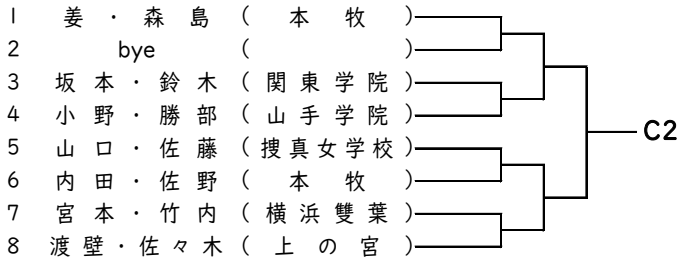 1 姜・森島 (本牧)
2 bye ( )
3 坂本・鈴木 (関東学院)
4 小野・勝部 (山手学院)
C2
5 山口・佐藤 (捜真女学校)
6 内田・佐野 (本牧)
7 宮本・竹内 (横浜雙葉)
8 渡壁・佐々木 (上の宮)